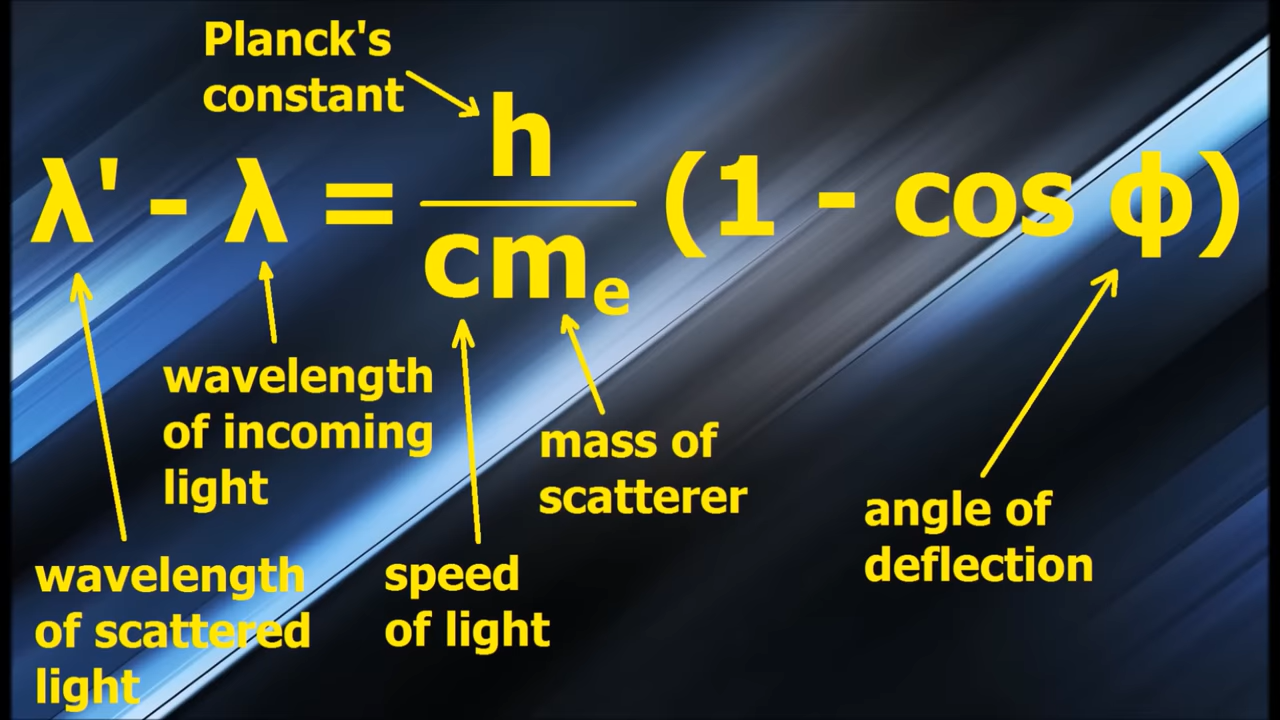 Planck's
constant
λ' - λ = h / cmₑ (1 - cos ϕ)
wavelength
of incoming
light
mass of
scatterer
angle of
deflection
wavelength
of scattered
light
speed
of light